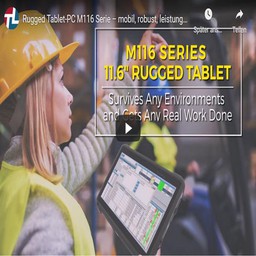 Rugged Tablet-PC M116 Serie – mobil, robust, leistung...
Später ans...
Teilen
M116 SERIES
11.6" RUGGED TABLET
Survives Any Environments
and Gets Any Real Work Done